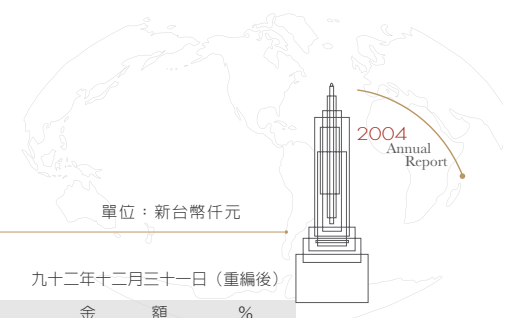 2004
Annual
Report
單位：新台幣仟元
九十二年十二月三十一日（重編後）
金 額 %